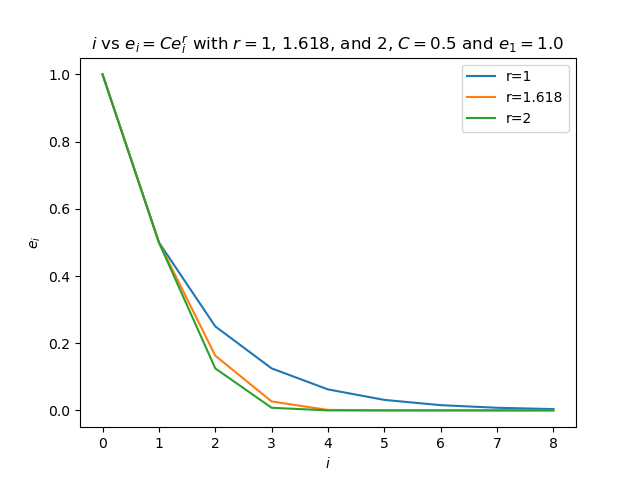 i vs e_i = Ce_i^r with r = 1, 1.618, and 2, C = 0.5 and e_1 = 1.0
r=1
r=1.618
r=2
1.0
0.8
0.6
0.4
0.2
0.0
e_i
0 1 2 3 4 5 6 7 8
i